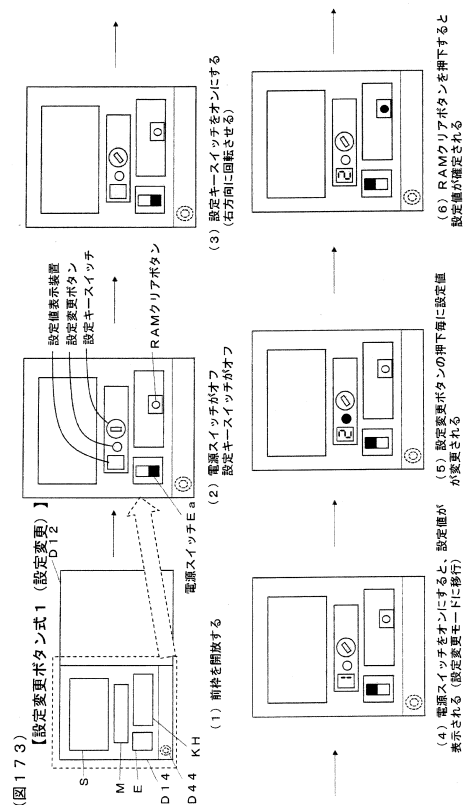 (図173)
【設定変更ボタン式1(設定変更)】
D12
S
M
E
D14
D44
KH
(1)前枠を開放する
設定値表示装置
設定変更ボタン
設定キースイッチ
RAMクリアボタン
電源スイッチEa
(2)電源スイッチがオフ
設定キースイッチがオフ
(3)設定キースイッチをオンにする
(右方向に回転させる)
1
(4)電源スイッチをオンにすると、設定値が
表示される(設定変更モードに移行)
2
(5)設定変更ボタンの押下毎に設定値
が変更される
2
(6)RAMクリアボタンを押下すると
設定値が確定される